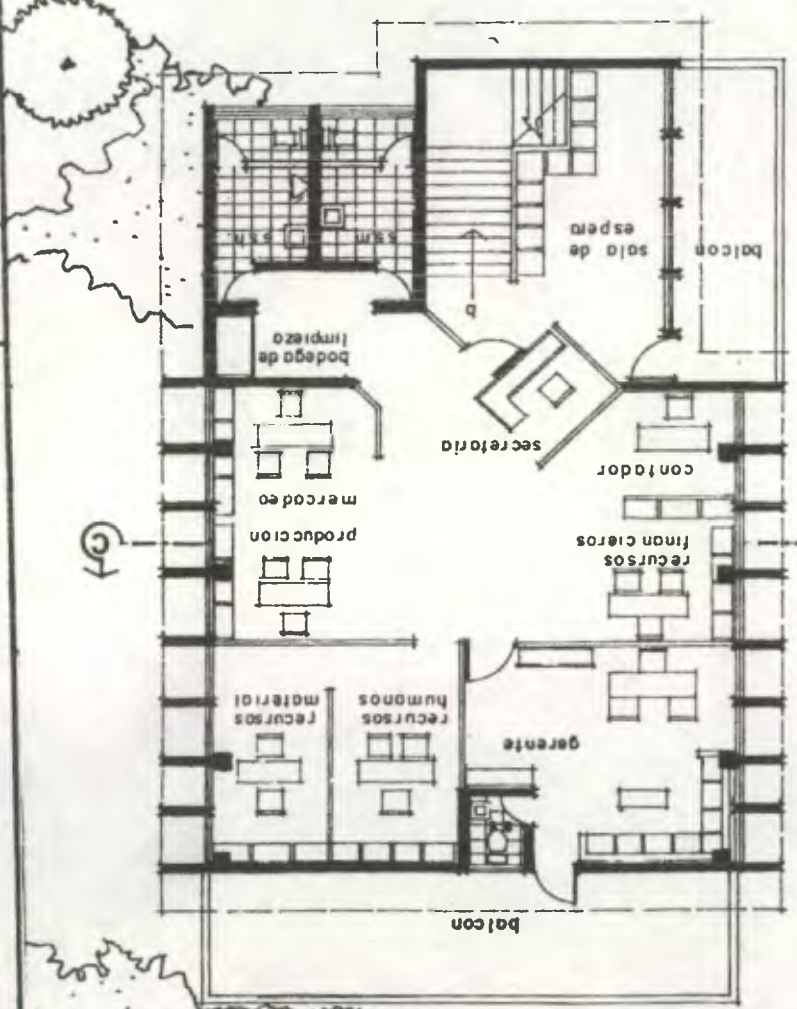 balcon
gerente
recursos
humanos
recursos
material
recursos
financieros
produccion
mercadeo
contador
secretaria
bodega de
limpieza
balcon
sala de
espera
b
s.s.m.
s.s.h.
C